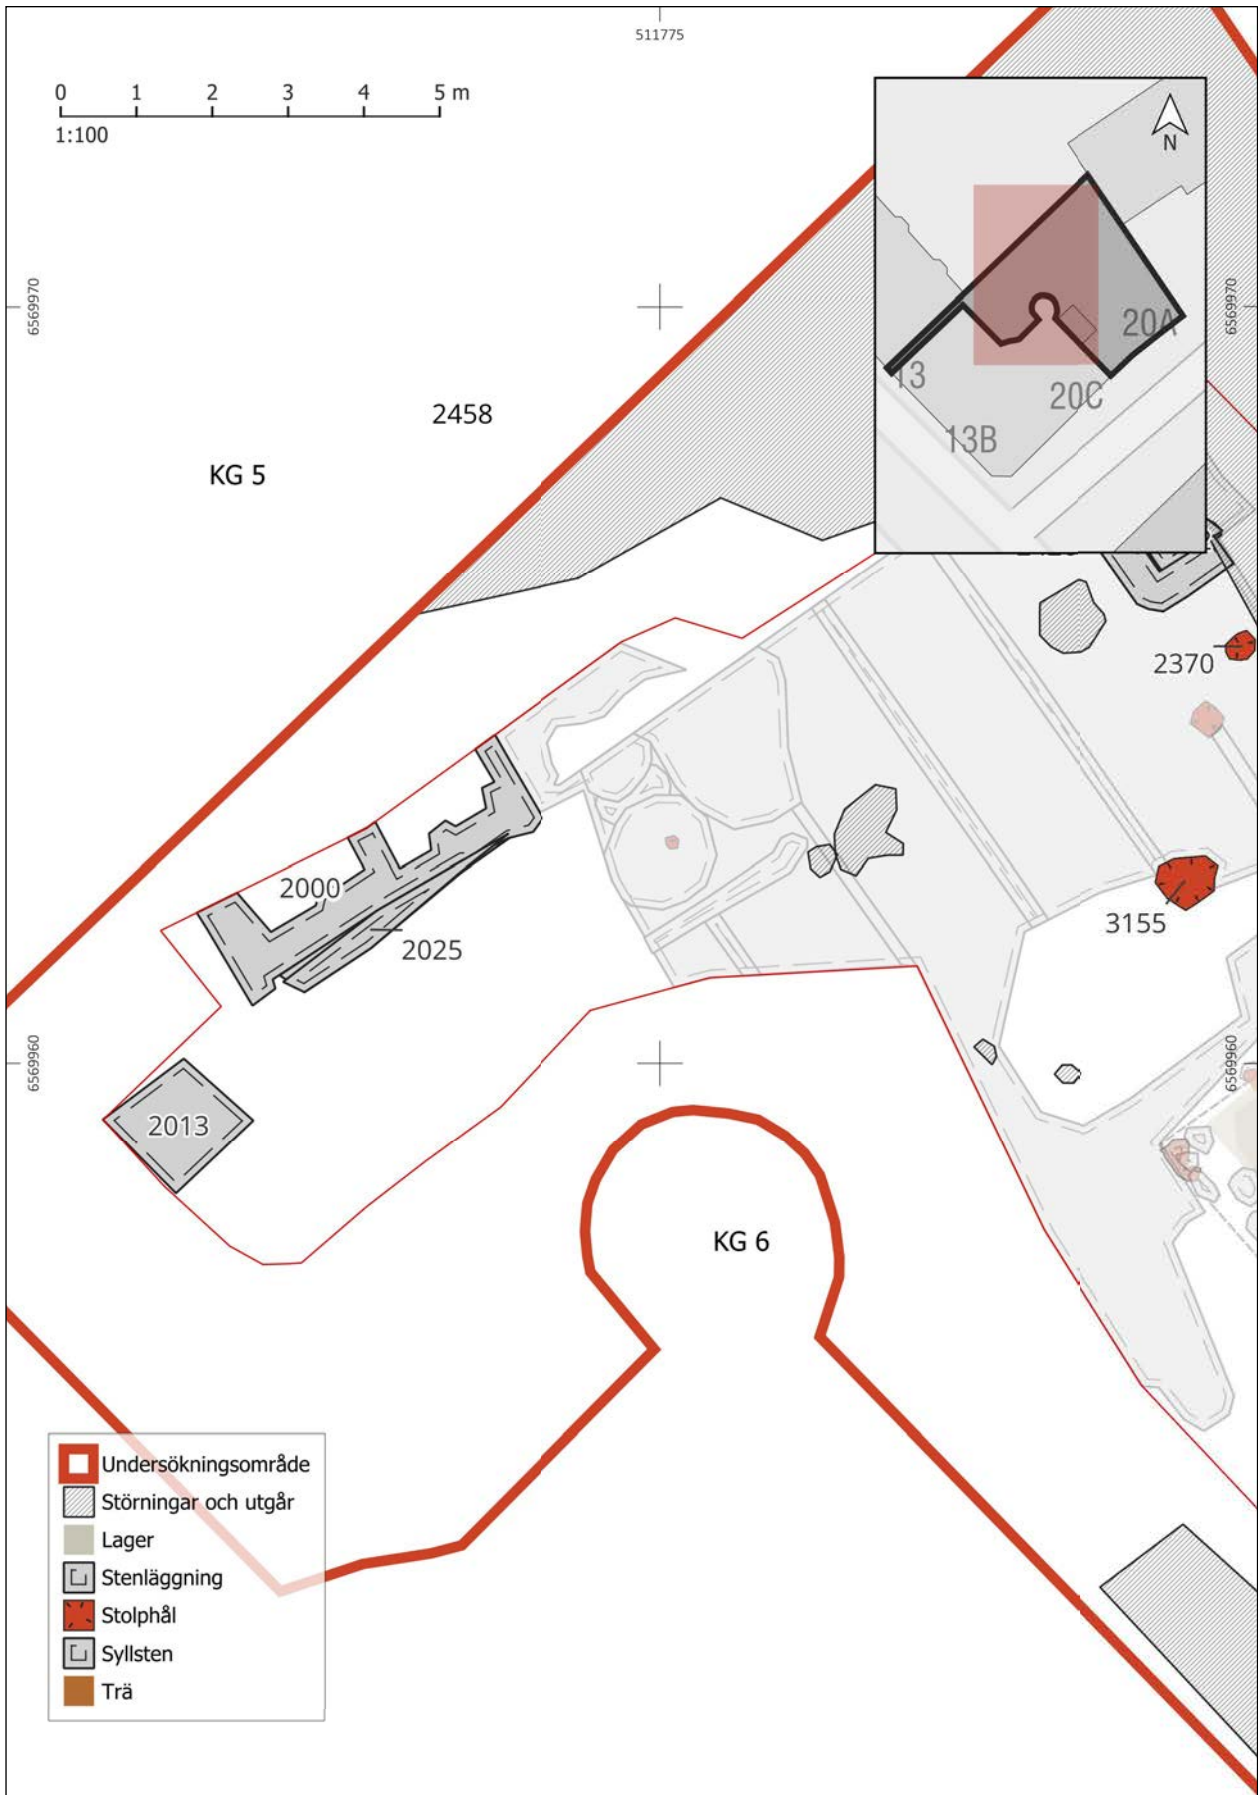 511775
0 1 2 3 4 5 m
1:100
N
20A
13
20C
13B
6569970
6569970
2458
KG 5
2370
2000
2025
3155
6569960
6569960
2013
KG 6
Undersökningsområde
Störningar och utgår
Lager
Stenläggning
Stolphål
Syllsten
Trä